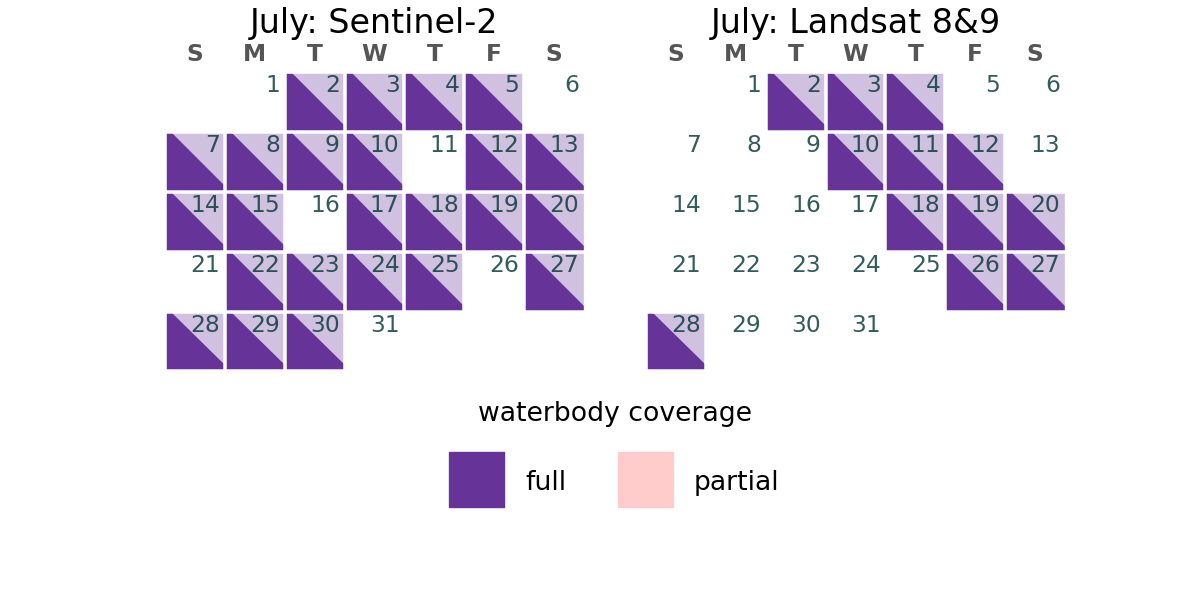 July: Sentinel-2
S M T W T F S
1 2 3 4 5 6
7 8 9 10 11 12 13
14 15 16 17 18 19 20
21 22 23 24 25 26 27
28 29 30 31
July: Landsat 8&9
S M T W T F S
1 2 3 4 5 6
7 8 9 10 11 12 13
14 15 16 17 18 19 20
21 22 23 24 25 26 27
28 29 30 31
waterbody coverage
full partial